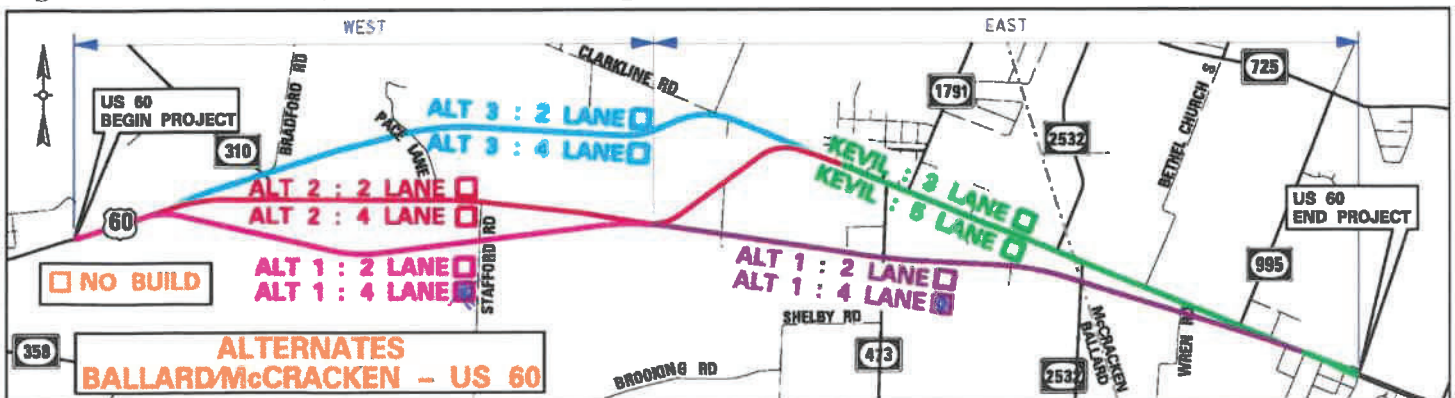 WEST
EAST
US 60
BEGIN PROJECT
310
BRADFORD RD
PACE LANE
CLARKLINE RD
1791
2532
BETHEL CHURCH
725
ALT 3 : 2 LANE
ALT 3 : 4 LANE
ALT 2 : 2 LANE
ALT 2 : 4 LANE
60
KEVIL : 3 LANE
KEVIL : 5 LANE
US 60
END PROJECT
ALT 1 : 2 LANE
ALT 1 : 4 LANE
STAFFORD RD
ALT 1 : 2 LANE
ALT 1 : 4 LANE
995
NO BUILD
SHELBY RD
473
McCRACKEN
BALLARD
WREN RD
358
ALTERNATES
BALLARD/McCRACKEN - US 60
BROOKING RD
2532